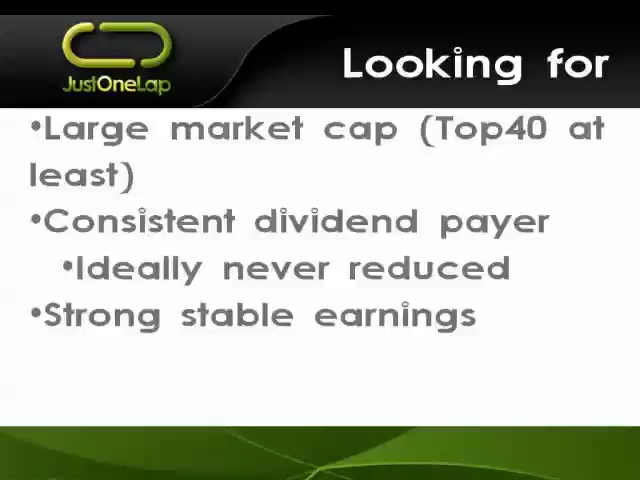 JustOneLap
Looking for
•Large market cap (Top40 at
least)
•Consistent dividend payer
•Ideally never reduced
•Strong stable earnings